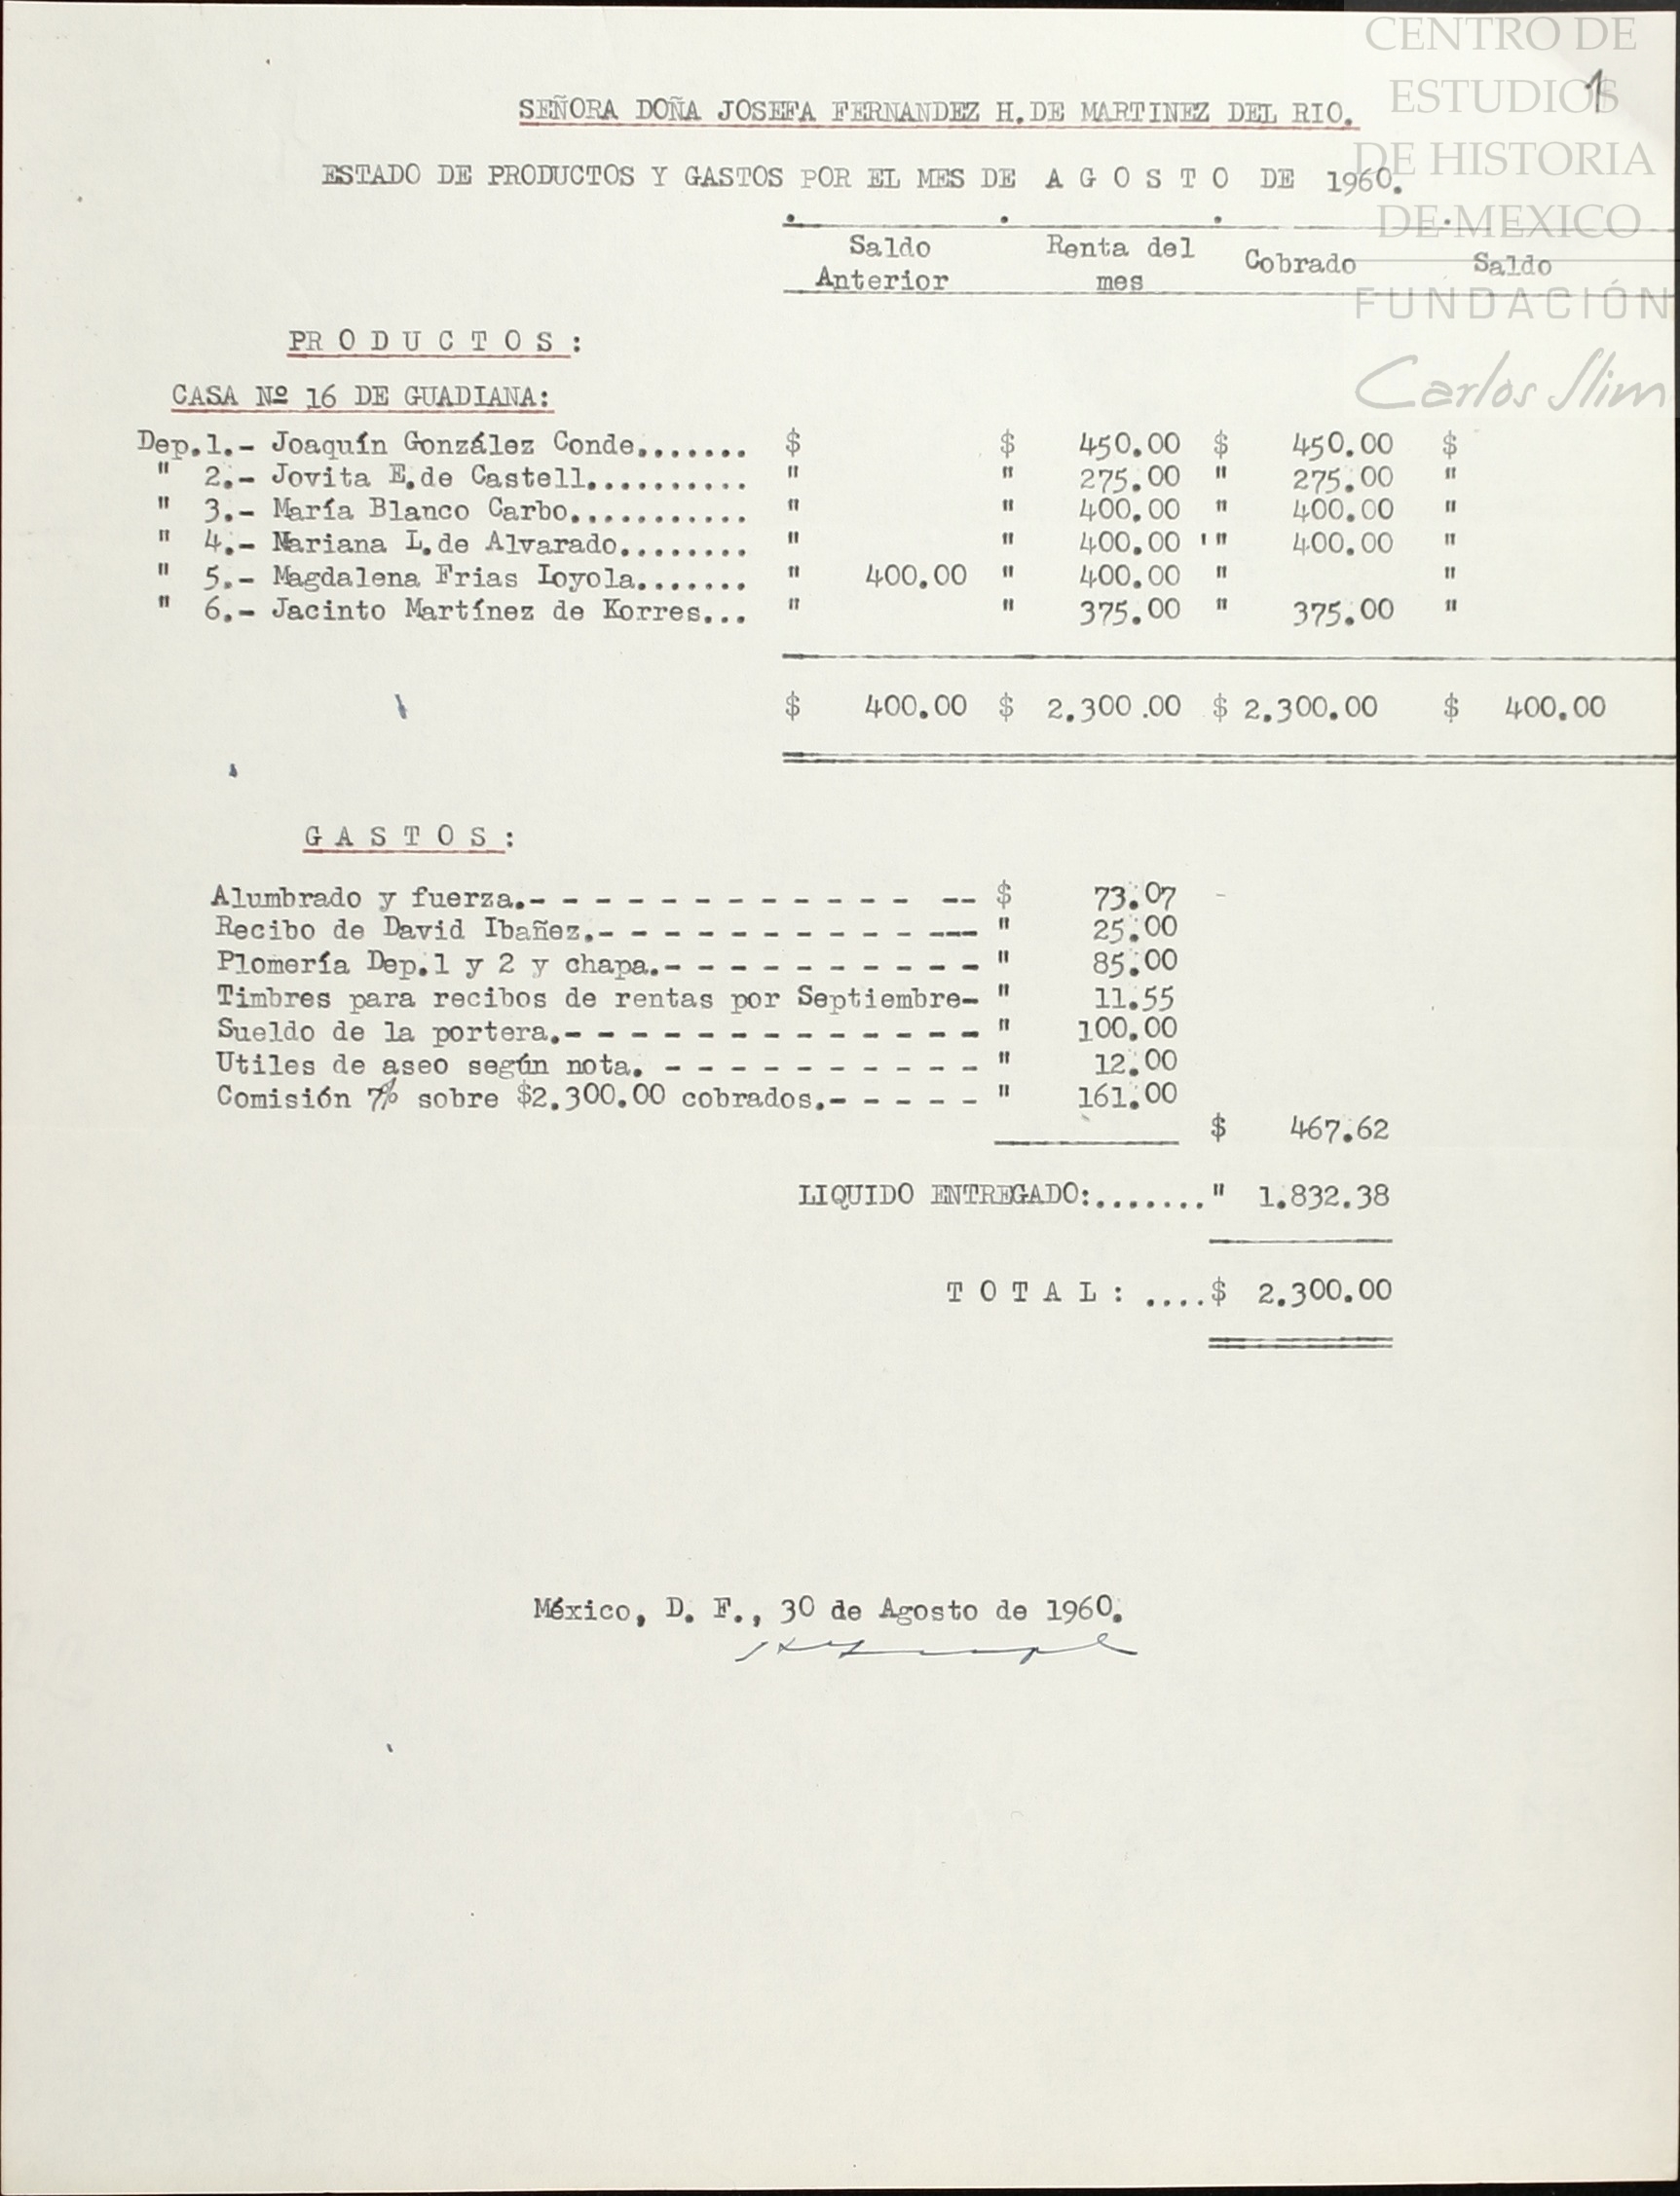 CENTRO DE
ESTUDIOS
DE HISTORIA
DE MEXICO
FUNDACIÓN
Carlos Slim
1
SEÑORA DOÑA JOSEFA FERNANDEZ H.DE MARTINEZ DEL RIO.
ESTADO DE PRODUCTOS Y GASTOS POR EL MES DE A G O S T O DE 1960.
Saldo Anterior Renta del mes Cobrado Saldo
PR O D U C T O S :
CASA Nº 16 DE GUADIANA:
Dep.1.- Joaquín González Conde....... $ $ 450.00 $ 450.00 $
" 2.- Jovita E.de Castell.......... " " 275.00 " 275.00 "
" 3.- María Blanco Carbo........... " " 400.00 " 400.00 "
" 4.- Mariana L.de Alvarado........ " " 400.00 '" 400.00 "
" 5.- Magdalena Frias Loyola....... " 400.00 " 400.00 " "
" 6.- Jacinto Martínez de Korres... " " 375.00 " 375.00 "
$ 400.00 $ 2.300.00 $ 2.300.00 $ 400.00
G A S T O S :
Alumbrado y fuerza.- - - - - - - - - - - - - -- $ 73.07
Recibo de David Ibañez.- - - - - - - - - - - --- " 25.00
Plomería Dep.1 y 2 y chapa.- - - - - - - - - - " 85.00
Timbres para recibos de rentas por Septiembre- " 11.55
Sueldo de la portera.- - - - - - - - - - - - - " 100.00
Utiles de aseo según nota. - - - - - - - - - - " 12.00
Comisión 7% sobre $2.300.00 cobrados.- - - - - " 161.00
$ 467.62
LIQUIDO ENTREGADO:......." 1.832.38
T O T A L : ....$ 2.300.00
México, D. F., 30 de Agosto de 1960.